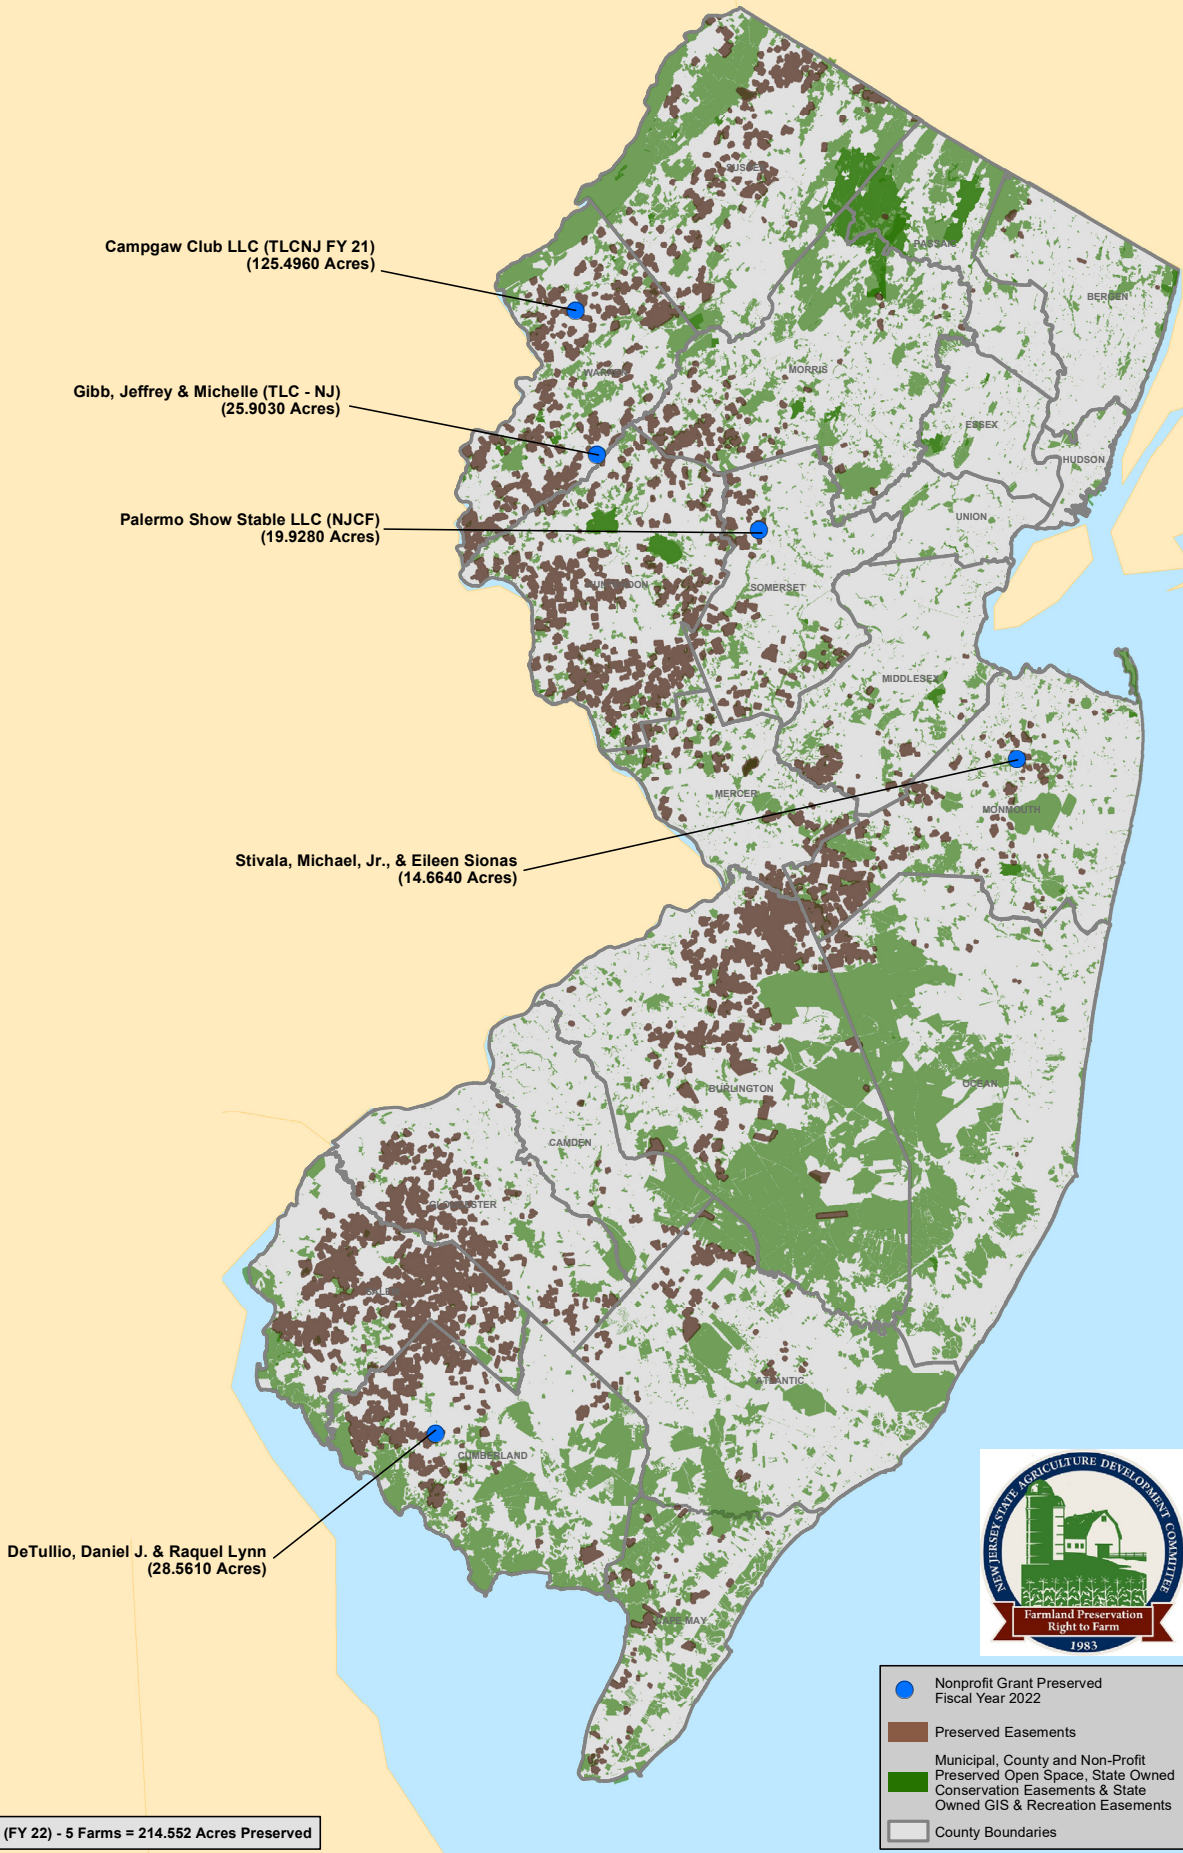 SUSSEX
PASSAIC
BERGEN
Campgaw Club LLC (TLCNJ FY 21)
(125.4960 Acres)
WARREN
MORRIS
Gibb, Jeffrey & Michelle (TLC - NJ)
(25.9030 Acres)
ESSEX
HUDSON
Palermo Show Stable LLC (NJCF)
(19.9280 Acres)
UNION
HUNTERDON
SOMERSET
MIDDLESEX
MERCER
MONMOUTH
Stivala, Michael, Jr., & Eileen Sionas
(14.6640 Acres)
BURLINGTON
OCEAN
CAMDEN
GLOUCESTER
SALEM
ATLANTIC
CUMBERLAND
DeTullio, Daniel J. & Raquel Lynn
(28.5610 Acres)
CAPE MAY
NEW JERSEY STATE AGRICULTURE DEVELOPMENT COMMITTEE
Farmland Preservation
Right to Farm
1983
Nonprofit Grant Preserved
Fiscal Year 2022
Preserved Easements
Municipal, County and Non-Profit
Preserved Open Space, State Owned
Conservation Easements & State
Owned GIS & Recreation Easements
County Boundaries
(FY 22) - 5 Farms = 214.552 Acres Preserved